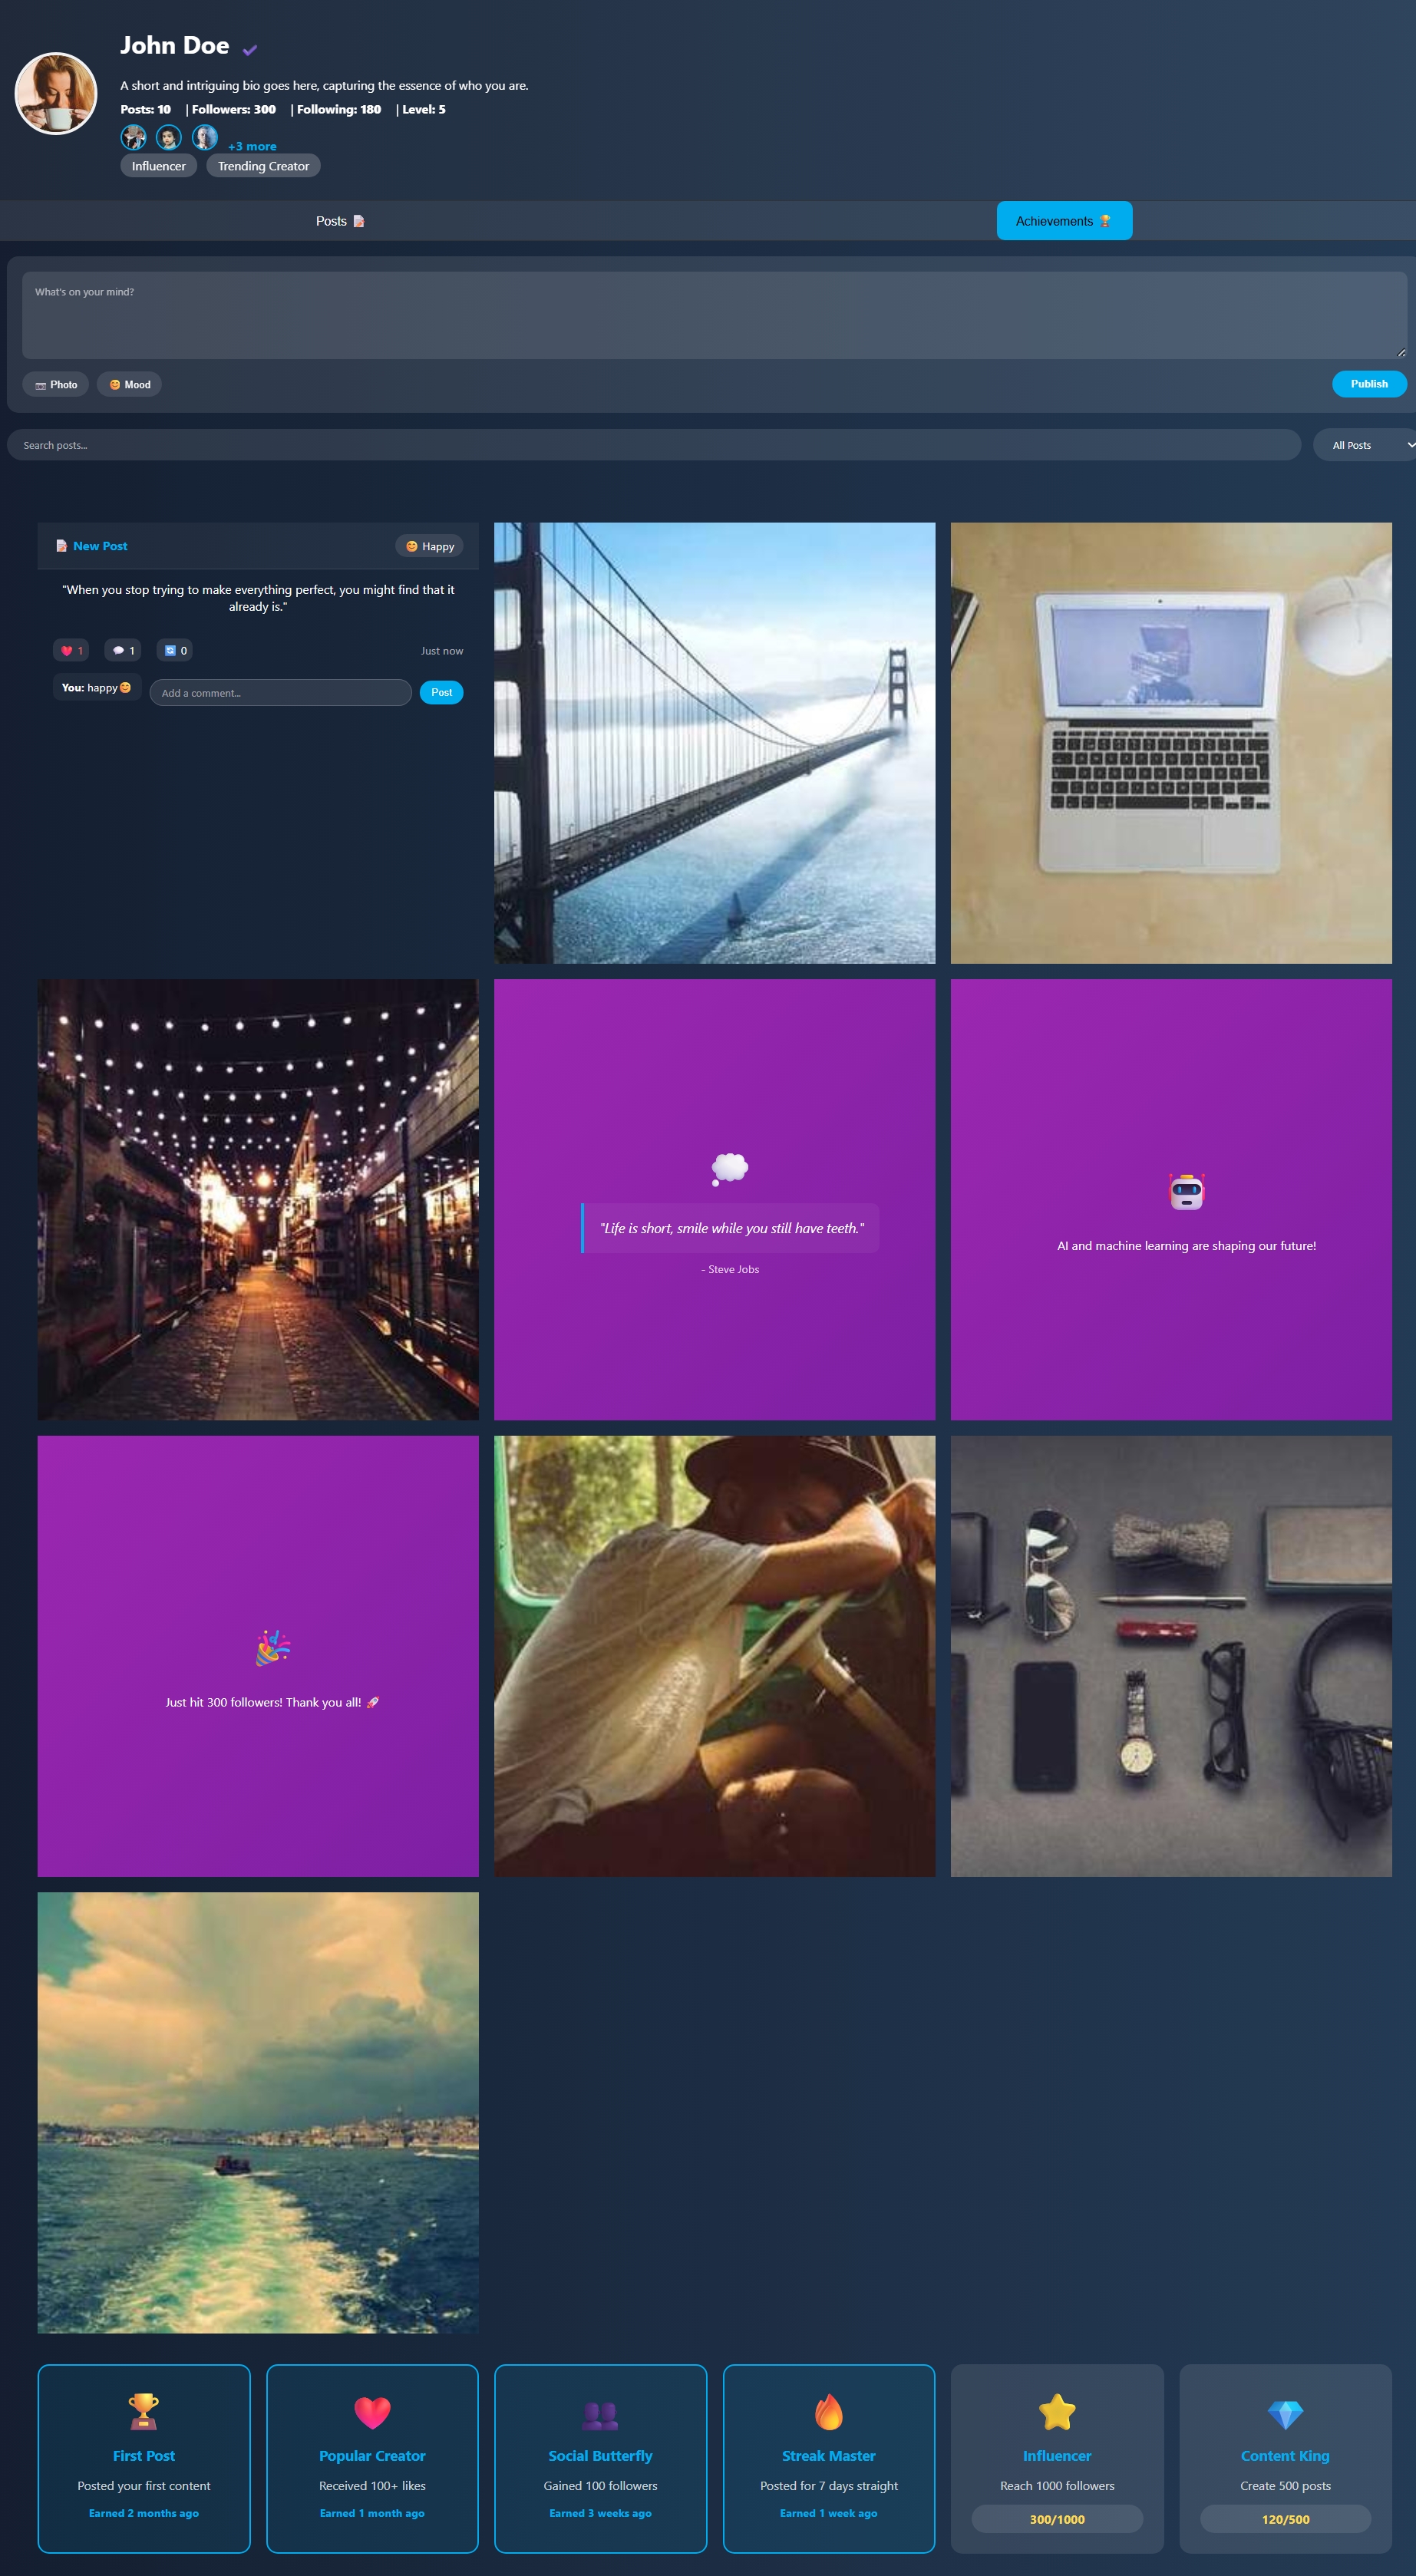 John Doe
A short and intriguing bio goes here, capturing the essence of who you are.
Posts: 10 | Followers: 300 | Following: 180 | Level: 5
+3 more
Influencer Trending Creator
Posts 📝 Achievements 🏆
What's on your mind?
📷 Photo 😊 Mood Publish
Search posts... All Posts
📝 New Post 😊 Happy
"When you stop trying to make everything perfect, you might find that it
already is."
❤️ 1 💬 1 🔄 0 Just now
You: happy😊 Add a comment... Post
"Life is short, smile while you still have teeth."
- Steve Jobs
AI and machine learning are shaping our future!
Just hit 300 followers! Thank you all! 🚀
First Post
Posted your first content
Earned 2 months ago
Popular Creator
Received 100+ likes
Earned 1 month ago
Social Butterfly
Gained 100 followers
Earned 3 weeks ago
Streak Master
Posted for 7 days straight
Earned 1 week ago
Influencer
Reach 1000 followers
300/1000
Content King
Create 500 posts
120/500